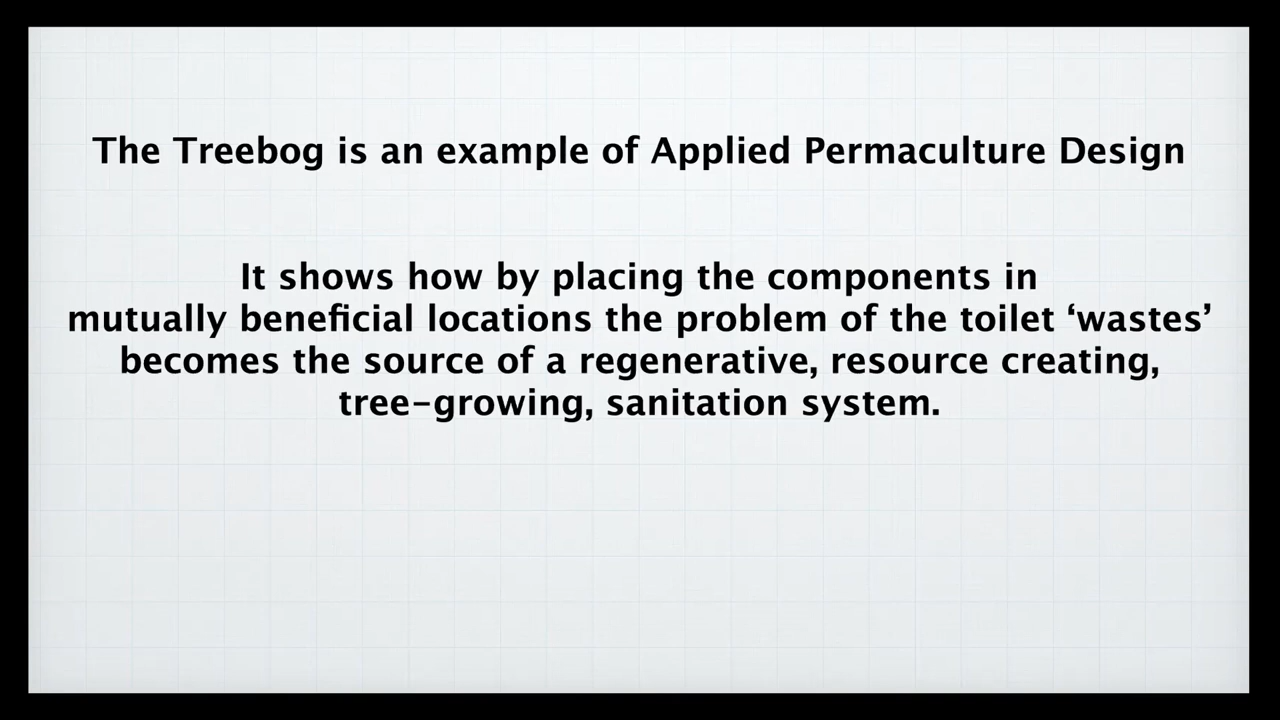 The Treebog is an example of Applied Permaculture Design
It shows how by placing the components in
mutually beneficial locations the problem of the toilet ‘wastes’
becomes the source of a regenerative, resource creating,
tree-growing, sanitation system.